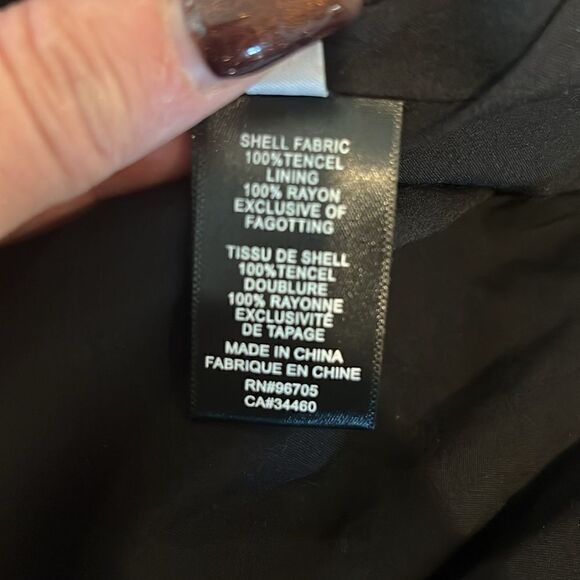 SHELL FABRIC
100%TENCEL
LINING
100% RAYON
EXCLUSIVE OF
FAGOTTING
TISSU DE SHELL
100%TENCEL
DOUBLURE
100% RAYONNE
EXCLUSIVITÉ
DE TAPAGE
MADE IN CHINA
FABRIQUE EN CHINE
RN#96705
CA#34460